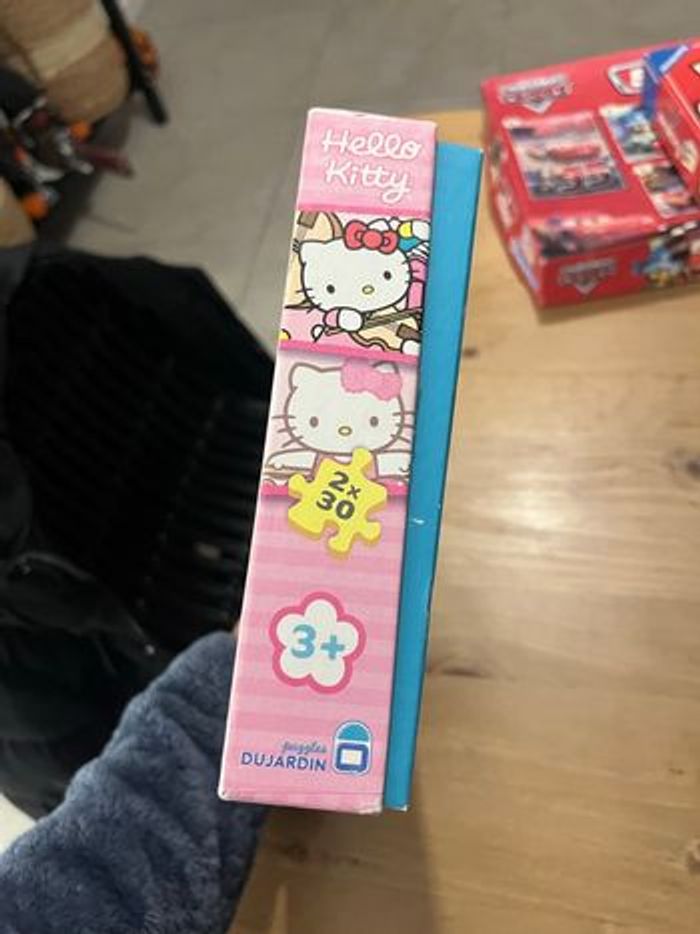 Hello
Kitty
2x
30
3+
puzzles
DUJARDIN